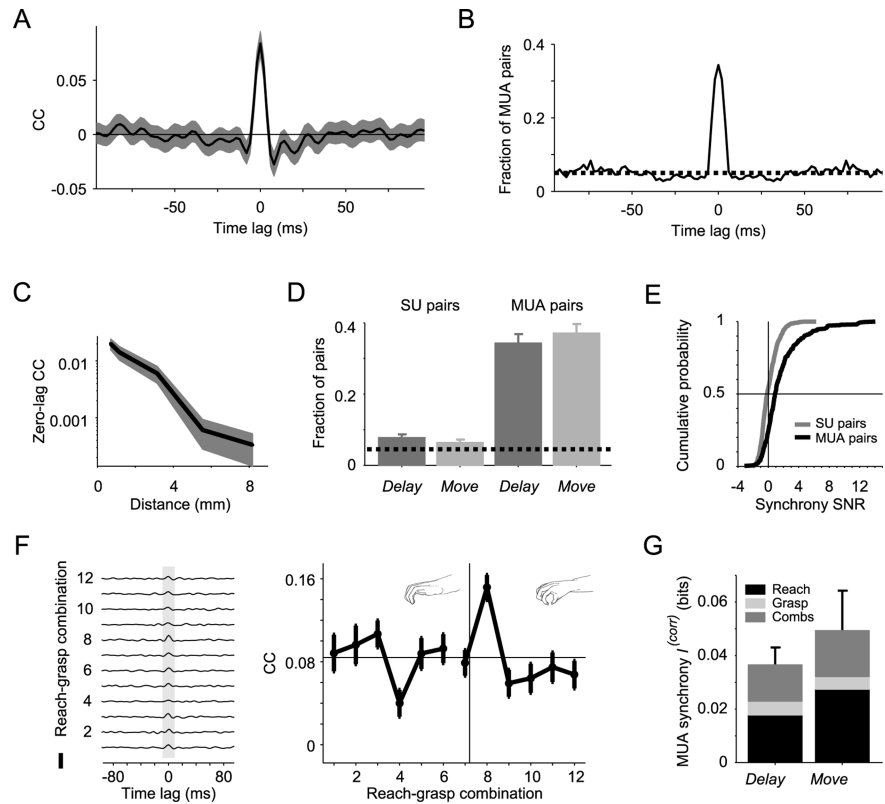 A
CC
0.05
0
-0.05
-50
0
50
Time lag (ms)
B
Fraction of MUA pairs
0.4
0.2
0
-50
0
50
Time lag (ms)
C
Zero-lag CC
0.01
0.001
0
4
8
Distance (mm)
D
SU pairs
MUA pairs
Fraction of pairs
0.4
0.2
0
Delay
Move
Delay
Move
E
Cumulative probability
1
0.5
0
SU pairs
MUA pairs
-4
0
4
8
12
Synchrony SNR
F
Reach-grasp combination
12
10
8
6
4
2
-80
0
80
Time lag (ms)
CC
0.16
0.08
0
2
4
6
8
10
12
Reach-grasp combination
G
MUA synchrony I (corr) (bits)
0.06
0.04
0.02
0
Reach
Grasp
Combs
Delay
Move